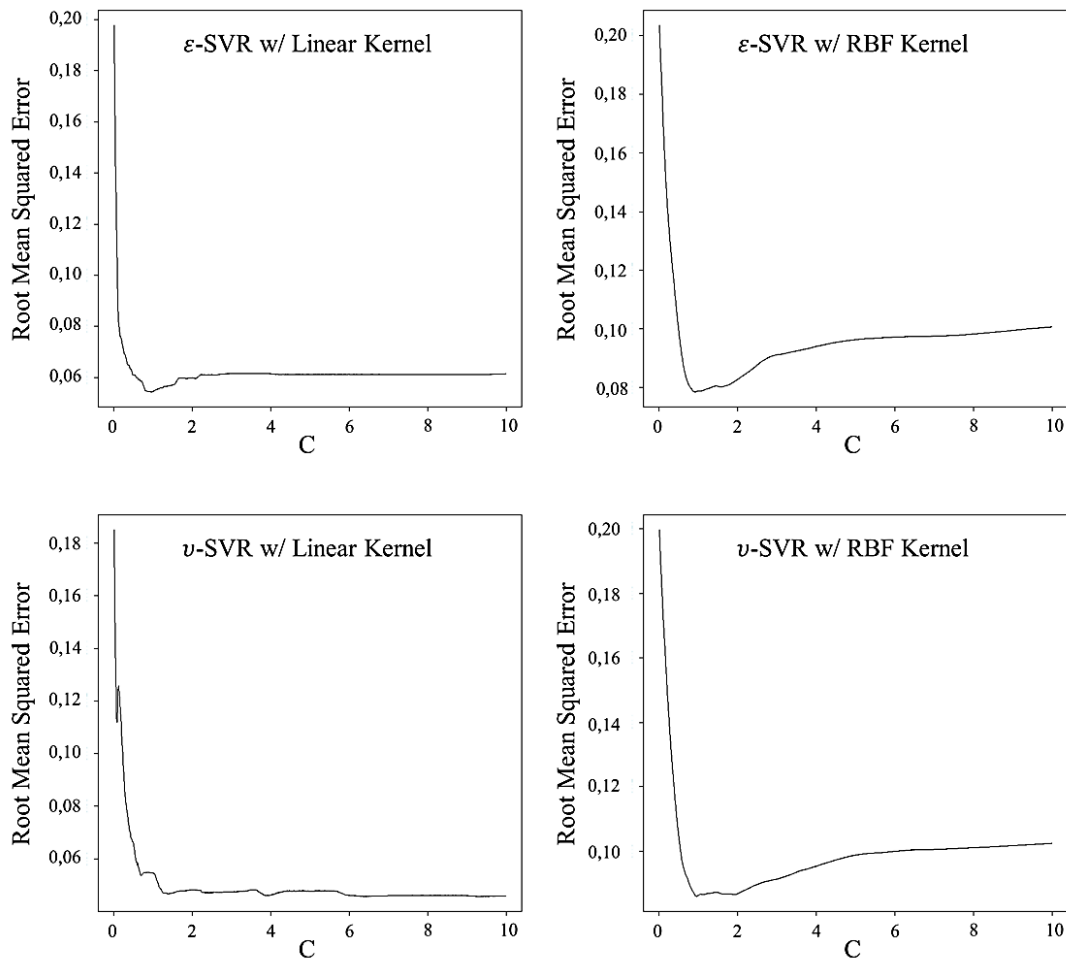 ε-SVR w/ Linear Kernel
Root Mean Squared Error
0,20
0,18
0,16
0,14
0,12
0,10
0,08
0,06
0 2 4 6 8 10
C
ε-SVR w/ RBF Kernel
Root Mean Squared Error
0,20
0,18
0,16
0,14
0,12
0,10
0,08
0 2 4 6 8 10
C
υ-SVR w/ Linear Kernel
Root Mean Squared Error
0,18
0,16
0,14
0,12
0,10
0,08
0,06
0 2 4 6 8 10
C
υ-SVR w/ RBF Kernel
Root Mean Squared Error
0,20
0,18
0,16
0,14
0,12
0,10
0 2 4 6 8 10
C